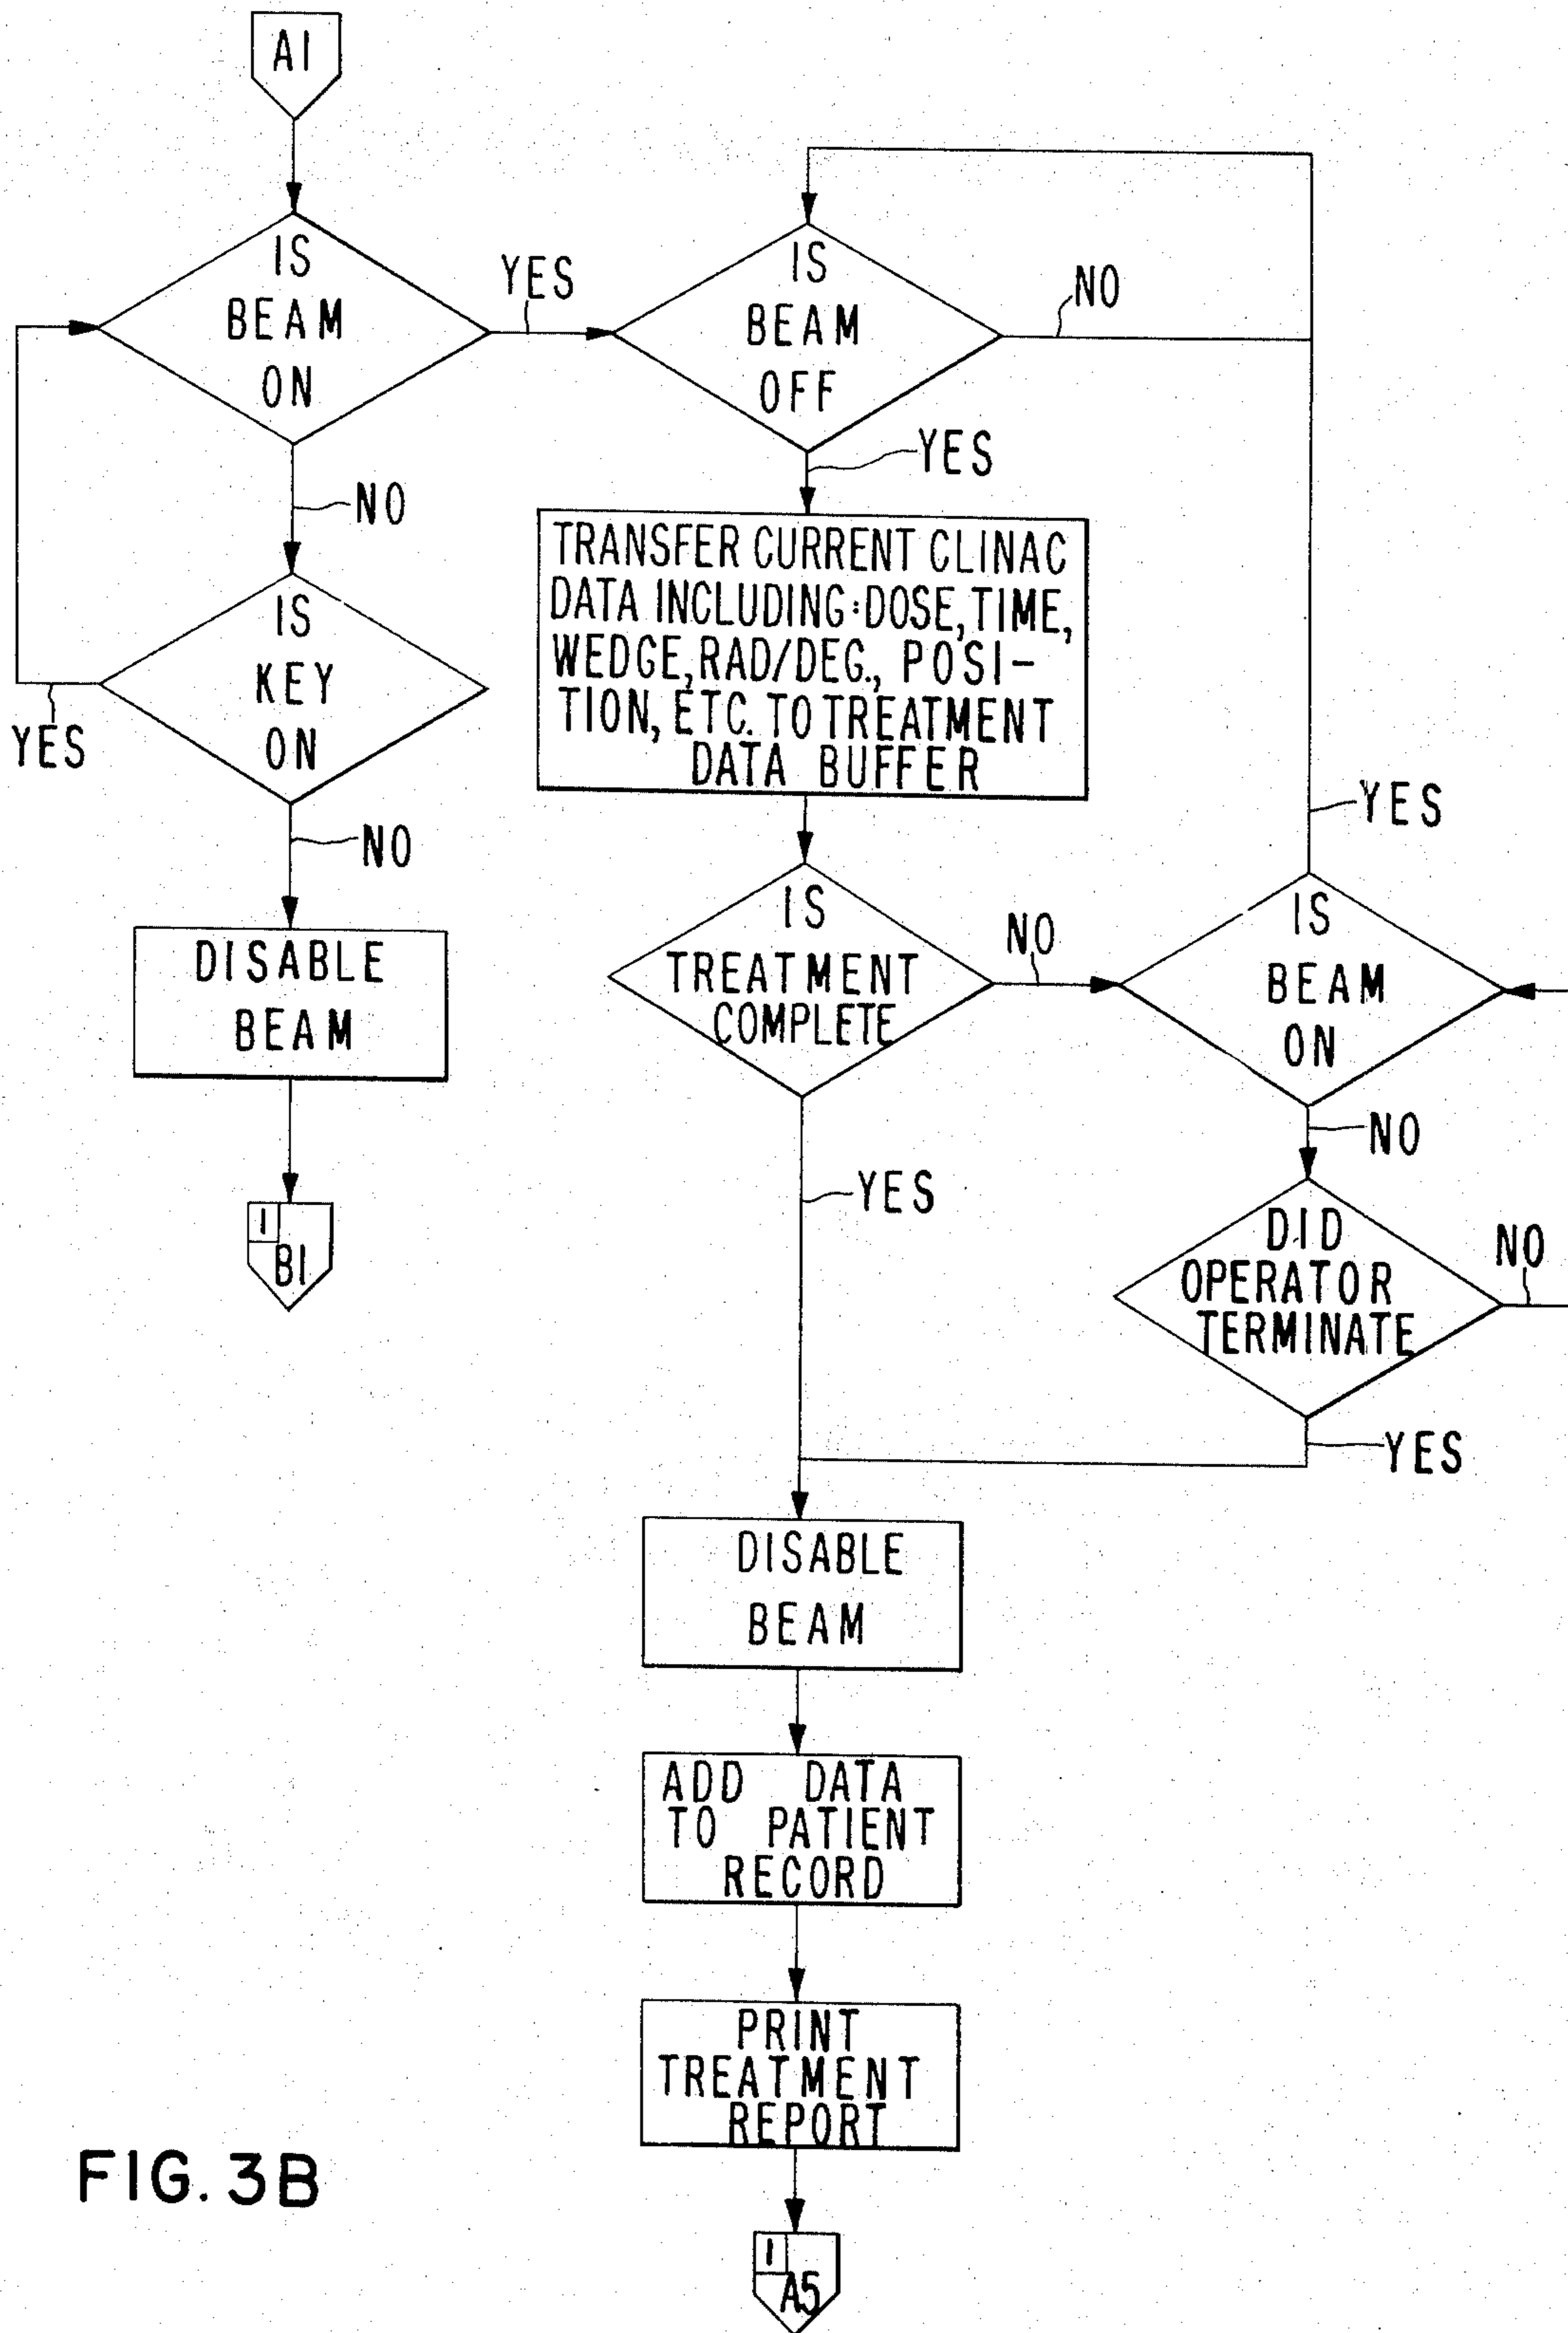 A1
IS
BEAM
ON
YES
NO
IS
KEY
ON
YES
NO
DISABLE
BEAM
1
B1
IS
BEAM
OFF
NO
YES
TRANSFER CURRENT CLINAC
DATA INCLUDING: DOSE, TIME,
WEDGE, RAD/DEG., POSI-
TION, ETC. TO TREATMENT
DATA BUFFER
IS
TREATMENT
COMPLETE
NO
YES
IS
BEAM
ON
YES
NO
DID
OPERATOR
TERMINATE
NO
YES
DISABLE
BEAM
ADD DATA
TO PATIENT
RECORD
PRINT
TREATMENT
REPORT
1
A5
FIG. 3B